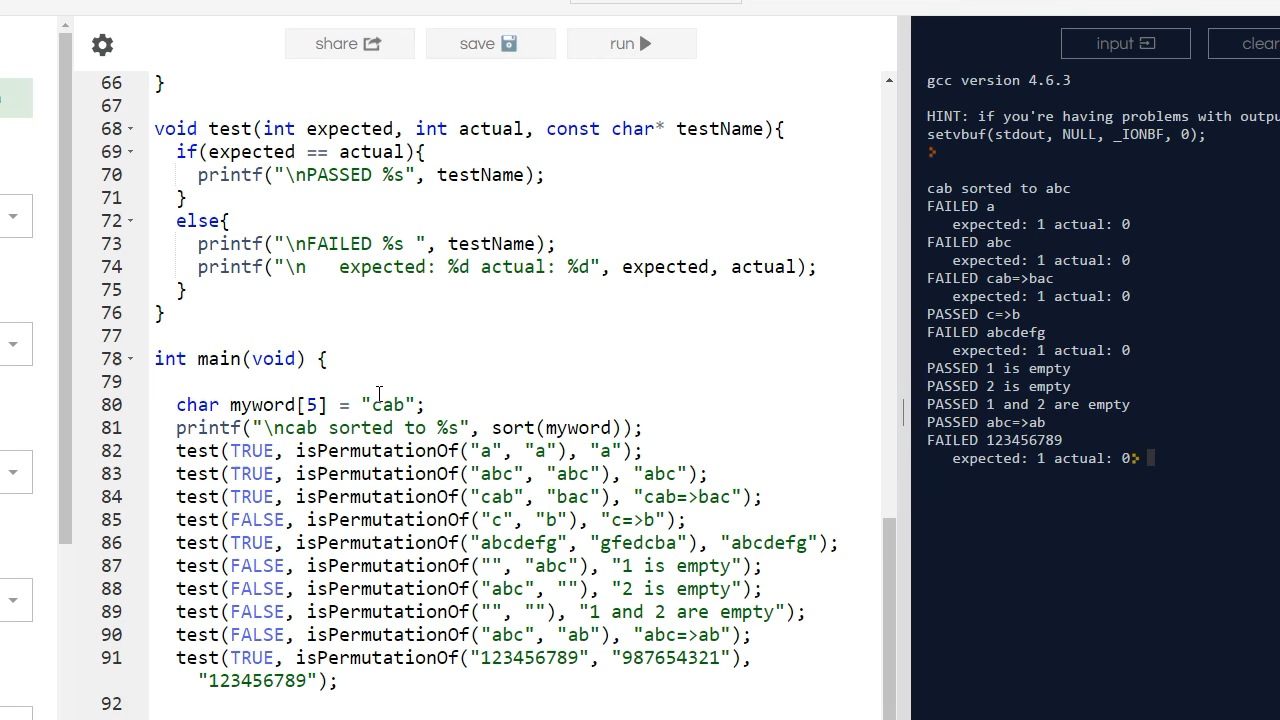 share
save
run
input
clear
66 }
67
68 void test(int expected, int actual, const char* testName){
69   if(expected == actual){
70     printf("\nPASSED %s", testName);
71   }
72   else{
73     printf("\nFAILED %s ", testName);
74     printf("\n   expected: %d actual: %d", expected, actual);
75   }
76 }
77
78 int main(void) {
79
80   char myword[5] = "cab";
81   printf("\ncab sorted to %s", sort(myword));
82   test(TRUE, isPermutationOf("a", "a"), "a");
83   test(TRUE, isPermutationOf("abc", "abc"), "abc");
84   test(TRUE, isPermutationOf("cab", "bac"), "cab=>bac");
85   test(FALSE, isPermutationOf("c", "b"), "c=>b");
86   test(TRUE, isPermutationOf("abcdefg", "gfedcba"), "abcdefg");
87   test(FALSE, isPermutationOf("", "abc"), "1 is empty");
88   test(FALSE, isPermutationOf("abc", ""), "2 is empty");
89   test(FALSE, isPermutationOf("", ""), "1 and 2 are empty");
90   test(FALSE, isPermutationOf("abc", "ab"), "abc=>ab");
91   test(TRUE, isPermutationOf("123456789", "987654321"),
"123456789");
92
gcc version 4.6.3
HINT: if you're having problems with outpu
setvbuf(stdout, NULL, _IONBF, 0);
>
cab sorted to abc
FAILED a
   expected: 1 actual: 0
FAILED abc
   expected: 1 actual: 0
FAILED cab=>bac
   expected: 1 actual: 0
PASSED c=>b
FAILED abcdefg
   expected: 1 actual: 0
PASSED 1 is empty
PASSED 2 is empty
PASSED 1 and 2 are empty
PASSED abc=>ab
FAILED 123456789
   expected: 1 actual: 0>